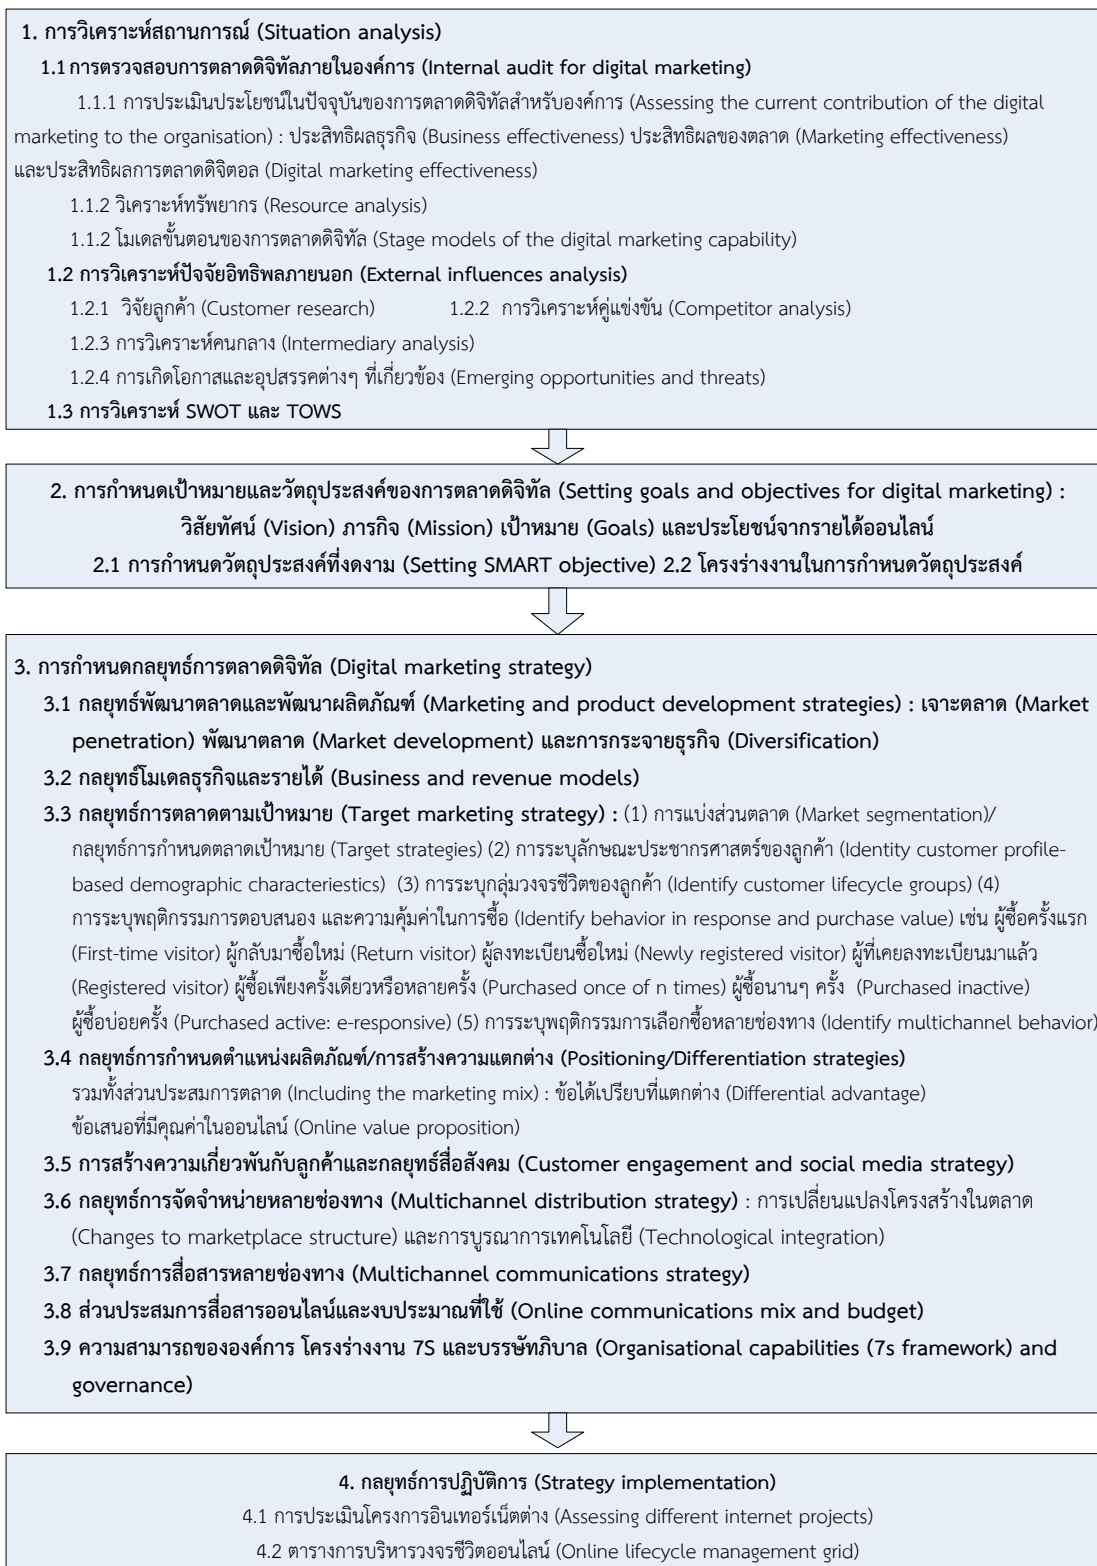 1. การวิเคราะห์สถานการณ์ (Situation analysis)
1.1 การตรวจสอบการตลาดดิจิทัลภายในองค์การ (Internal audit for digital marketing)
1.1.1 การประเมินประโยชน์ในปัจจุบันของการตลาดดิจิทัลสำหรับองค์การ (Assessing the current contribution of the digital
marketing to the organisation) : ประสิทธิผลธุรกิจ (Business effectiveness) ประสิทธิผลของตลาด (Marketing effectiveness)
และประสิทธิผลการตลาดดิจิตอล (Digital marketing effectiveness)
1.1.2 วิเคราะห์ทรัพยากร (Resource analysis)
1.1.2 โมเดลขั้นตอนของการตลาดดิจิทัล (Stage models of the digital marketing capability)
1.2 การวิเคราะห์ปัจจัยอิทธิพลภายนอก (External influences analysis)
1.2.1 วิจัยลูกค้า (Customer research) 1.2.2 การวิเคราะห์คู่แข่งขัน (Competitor analysis)
1.2.3 การวิเคราะห์คนกลาง (Intermediary analysis)
1.2.4 การเกิดโอกาสและอุปสรรคต่างๆ ที่เกี่ยวข้อง (Emerging opportunities and threats)
1.3 การวิเคราะห์ SWOT และ TOWS
2. การกำหนดเป้าหมายและวัตถุประสงค์ของการตลาดดิจิทัล (Setting goals and objectives for digital marketing) :
วิสัยทัศน์ (Vision) ภารกิจ (Mission) เป้าหมาย (Goals) และประโยชน์จากรายได้ออนไลน์
2.1 การกำหนดวัตถุประสงค์ที่งดงาม (Setting SMART objective) 2.2 โครงร่างงานในการกำหนดวัตถุประสงค์
3. การกำหนดกลยุทธ์การตลาดดิจิทัล (Digital marketing strategy)
3.1 กลยุทธ์พัฒนาตลาดและพัฒนาผลิตภัณฑ์ (Marketing and product development strategies) : เจาะตลาด (Market
penetration) พัฒนาตลาด (Market development) และการกระจายธุรกิจ (Diversification)
3.2 กลยุทธ์โมเดลธุรกิจและรายได้ (Business and revenue models)
3.3 กลยุทธ์การตลาดตามเป้าหมาย (Target marketing strategy) : (1) การแบ่งส่วนตลาด (Market segmentation)/
กลยุทธ์การกำหนดตลาดเป้าหมาย (Target strategies) (2) การระบุลักษณะประชากรศาสตร์ของลูกค้า (Identity customer profile-
based demographic characteriestics) (3) การระบุกลุ่มวงจรชีวิตของลูกค้า (Identify customer lifecycle groups) (4)
การระบุพฤติกรรมการตอบสนอง และความคุ้มค่าในการซื้อ (Identify behavior in response and purchase value) เช่น ผู้ซื้อครั้งแรก
(First-time visitor) ผู้กลับมาซื้อใหม่ (Return visitor) ผู้ลงทะเบียนซื้อใหม่ (Newly registered visitor) ผู้ที่เคยลงทะเบียนมาแล้ว
(Registered visitor) ผู้ซื้อเพียงครั้งเดียวหรือหลายครั้ง (Purchased once of n times) ผู้ซื้อนานๆ ครั้ง (Purchased inactive)
ผู้ซื้อบ่อยครั้ง (Purchased active: e-responsive) (5) การระบุพฤติกรรมการเลือกซื้อหลายช่องทาง (Identify multichannel behavior)
3.4 กลยุทธ์การกำหนดตำแหน่งผลิตภัณฑ์/การสร้างความแตกต่าง (Positioning/Differentiation strategies)
รวมทั้งส่วนประสมการตลาด (Including the marketing mix) : ข้อได้เปรียบที่แตกต่าง (Differential advantage)
ข้อเสนอที่มีคุณค่าในออนไลน์ (Online value proposition)
3.5 การสร้างความเกี่ยวพันกับลูกค้าและกลยุทธ์สื่อสังคม (Customer engagement and social media strategy)
3.6 กลยุทธ์การจัดจำหน่ายหลายช่องทาง (Multichannel distribution strategy) : การเปลี่ยนแปลงโครงสร้างในตลาด
(Changes to marketplace structure) และการบูรณาการเทคโนโลยี (Technological integration)
3.7 กลยุทธ์การสื่อสารหลายช่องทาง (Multichannel communications strategy)
3.8 ส่วนประสมการสื่อสารออนไลน์และงบประมาณที่ใช้ (Online communications mix and budget)
3.9 ความสามารถขององค์การ โครงร่างงาน 7S และบรรษัทภิบาล (Organisational capabilities (7s framework) and
governance)
4. กลยุทธ์การปฏิบัติการ (Strategy implementation)
4.1 การประเมินโครงการอินเทอร์เน็ตต่าง (Assessing different internet projects)
4.2 ตารางการบริหารวงจรชีวิตออนไลน์ (Online lifecycle management grid)